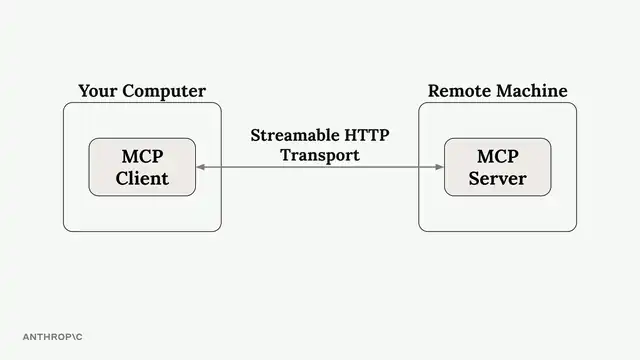 Your Computer
Remote Machine
Streamable HTTP
Transport
MCP
Client
MCP
Server
ANTHROP\C